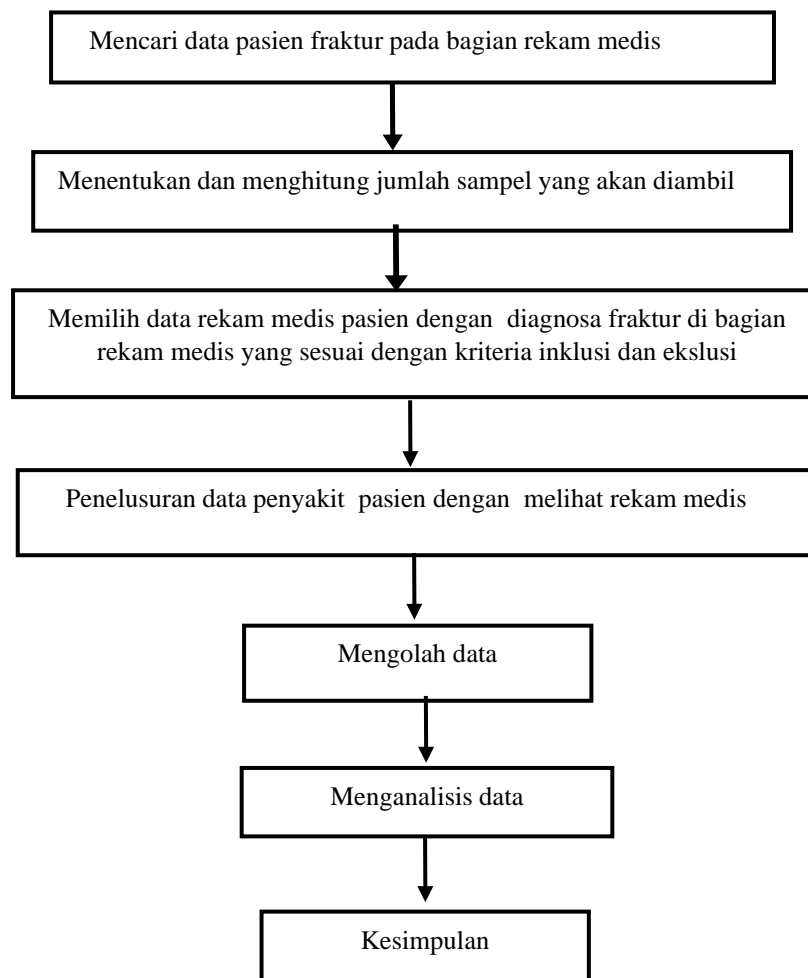 Mencari data pasien fraktur pada bagian rekam medis
Menentukan dan menghitung jumlah sampel yang akan diambil
Memilih data rekam medis pasien dengan diagnosa fraktur di bagian
rekam medis yang sesuai dengan kriteria inklusi dan ekslusi
Penelusuran data penyakit pasien dengan melihat rekam medis
Mengolah data
Menganalisis data
Kesimpulan